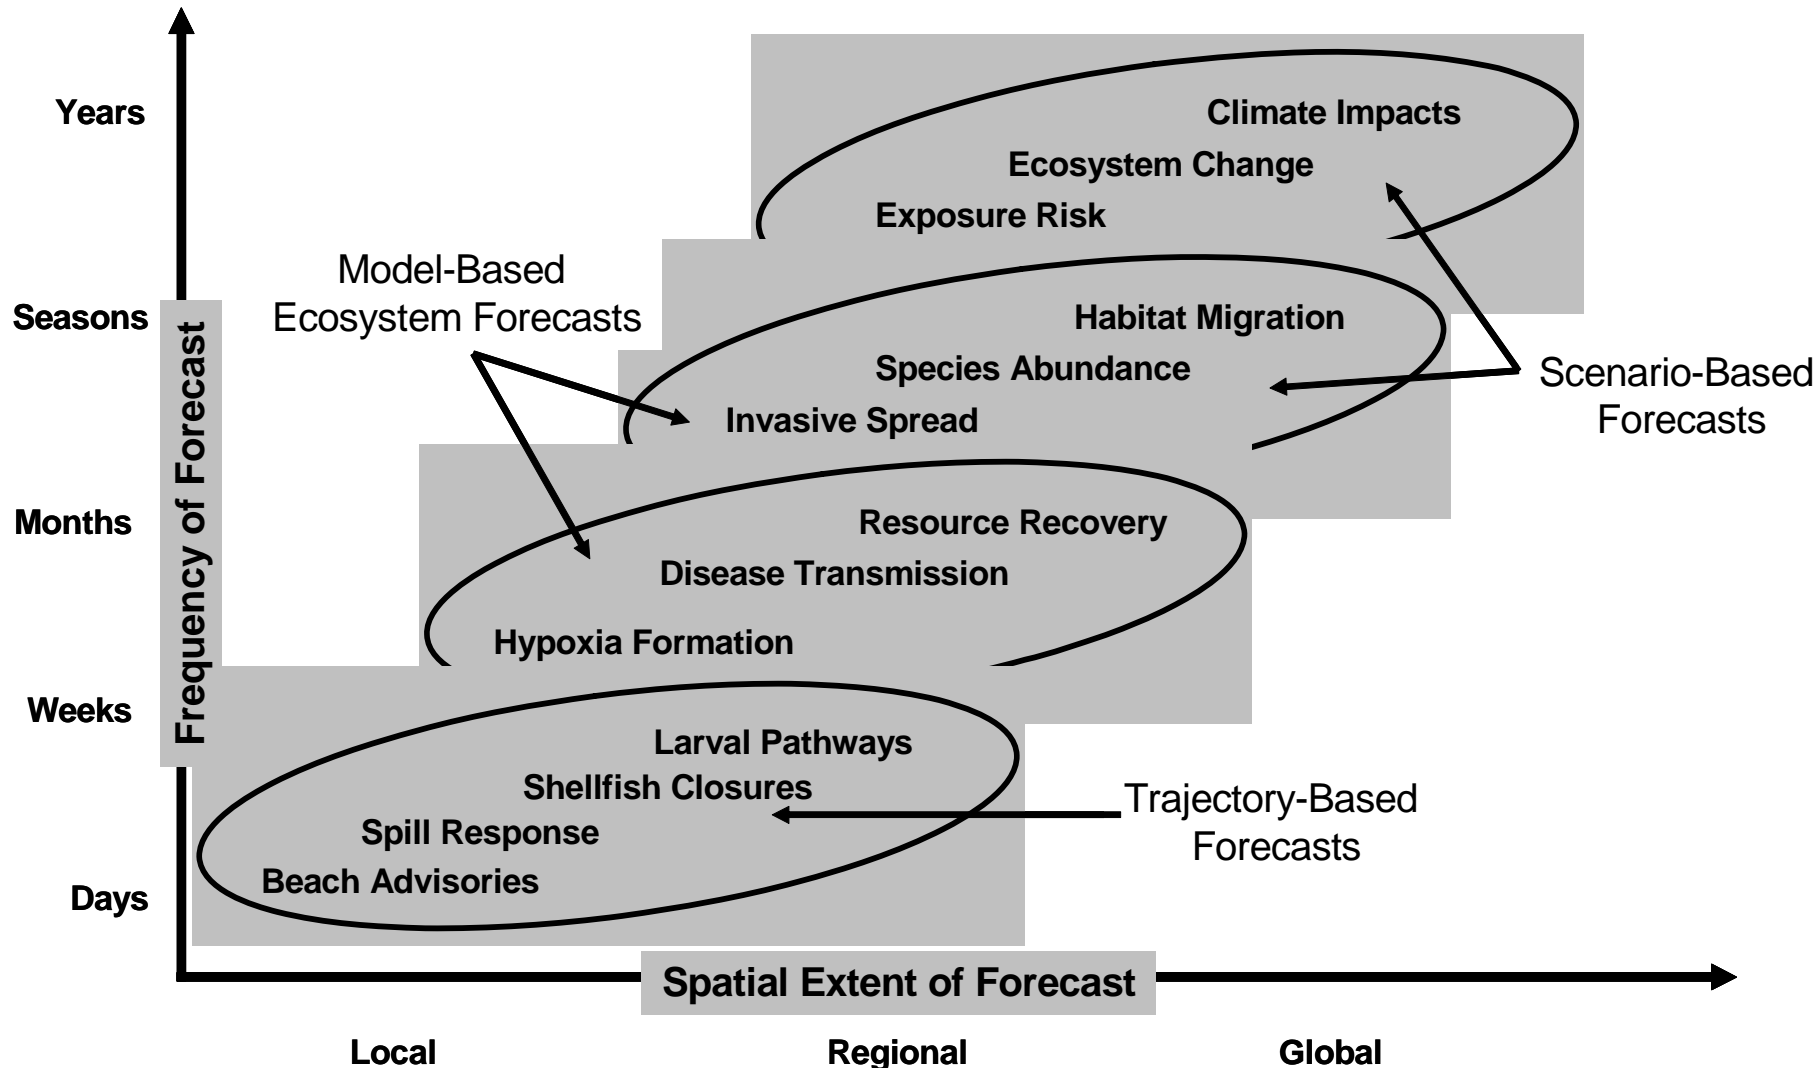 Years
Climate Impacts
Ecosystem Change
Exposure Risk
Model-Based
Ecosystem Forecasts
Seasons
Habitat Migration
Species Abundance
Invasive Spread
Scenario-Based
Forecasts
Frequency of Forecast
Months
Resource Recovery
Disease Transmission
Hypoxia Formation
Weeks
Larval Pathways
Shellfish Closures
Spill Response
Beach Advisories
Trajectory-Based
Forecasts
Days
Spatial Extent of Forecast
Local
Regional
Global